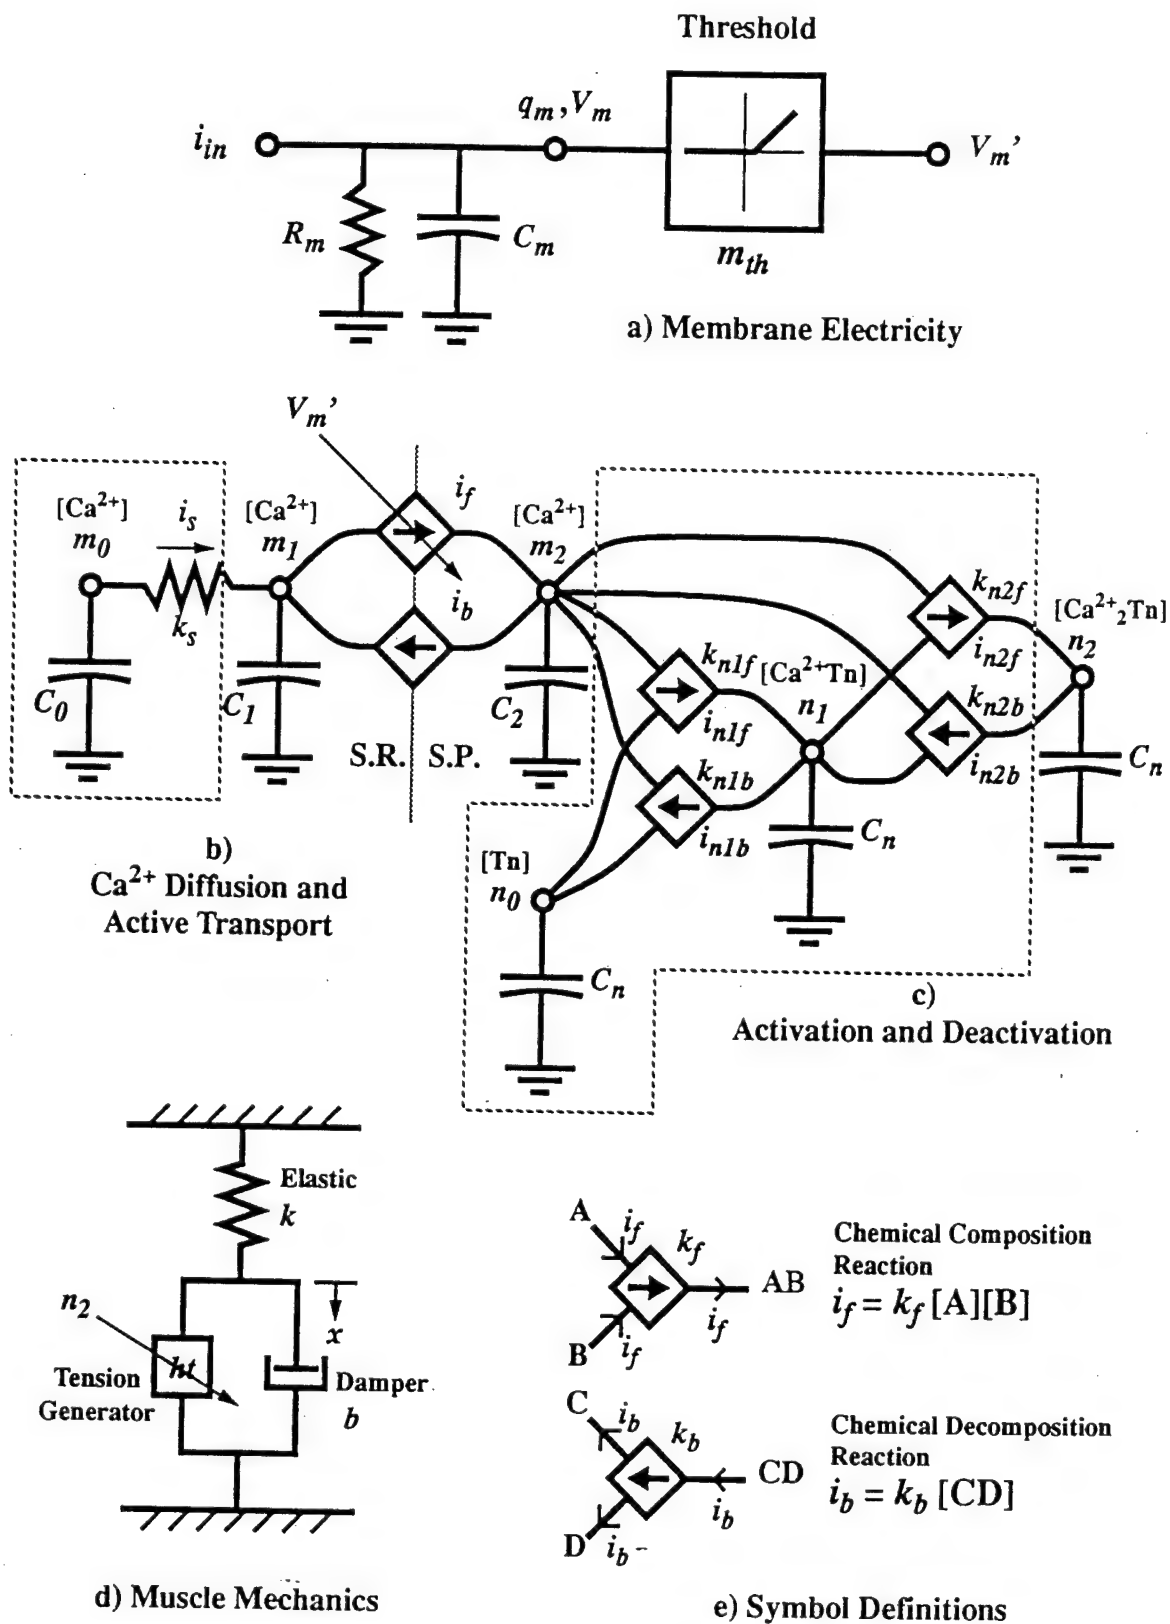 Threshold
i_in
q_m, V_m
V_m'
R_m
C_m
m_th
a) Membrane Electricity
V_m'
[Ca²⁺]
m_0
i_s
k_s
C_0
[Ca²⁺]
m_1
C_1
i_f
i_b
S.R.
S.P.
[Ca²⁺]
m_2
C_2
k_n1f
i_n1f
k_n1b
i_n1b
[Ca²⁺Tn]
n_1
C_n
k_n2f
i_n2f
k_n2b
i_n2b
[Ca²⁺₂Tn]
n_2
C_n
[Tn]
n_0
C_n
b)
Ca²⁺ Diffusion and
Active Transport
c)
Activation and Deactivation
Elastic
k
n_2
ht
x
Tension
Generator
Damper
b
d) Muscle Mechanics
A
i_f
k_f
AB
i_f
B
i_f
Chemical Composition
Reaction
i_f = k_f [A][B]
C
i_b
k_b
CD
i_b
D
i_b
Chemical Decomposition
Reaction
i_b = k_b [CD]
e) Symbol Definitions